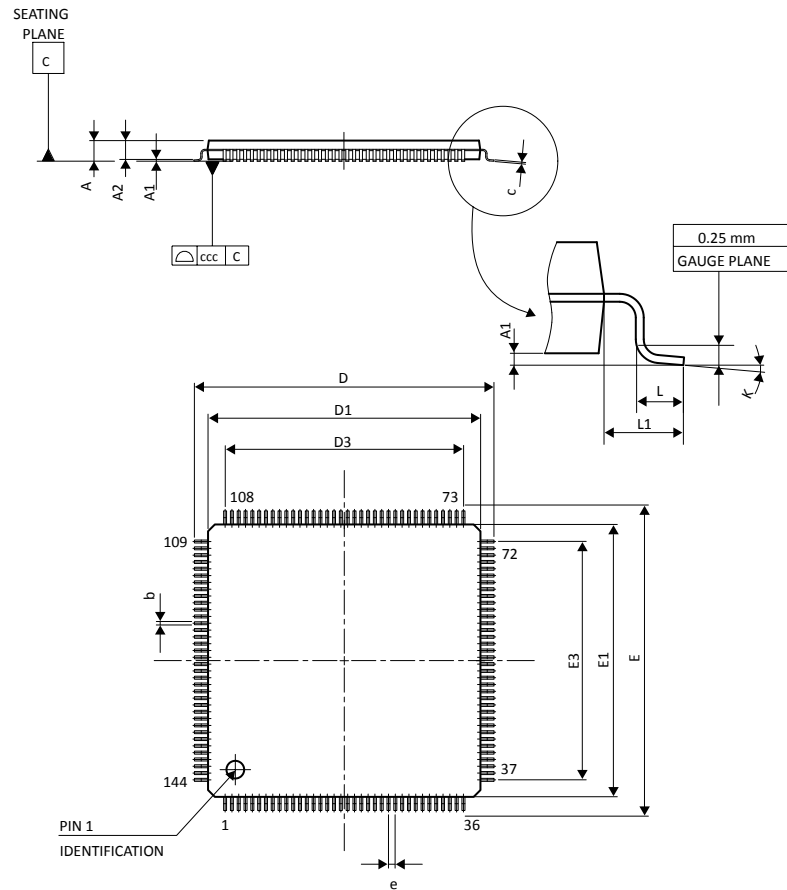 SEATING
PLANE
C
A
A2
A1
c
ccc C
0.25 mm
GAUGE PLANE
A1
L
L1
K
D
D1
D3
108 73
109 72
b
E3
E1
E
144 37
PIN 1
IDENTIFICATION
1 36
e